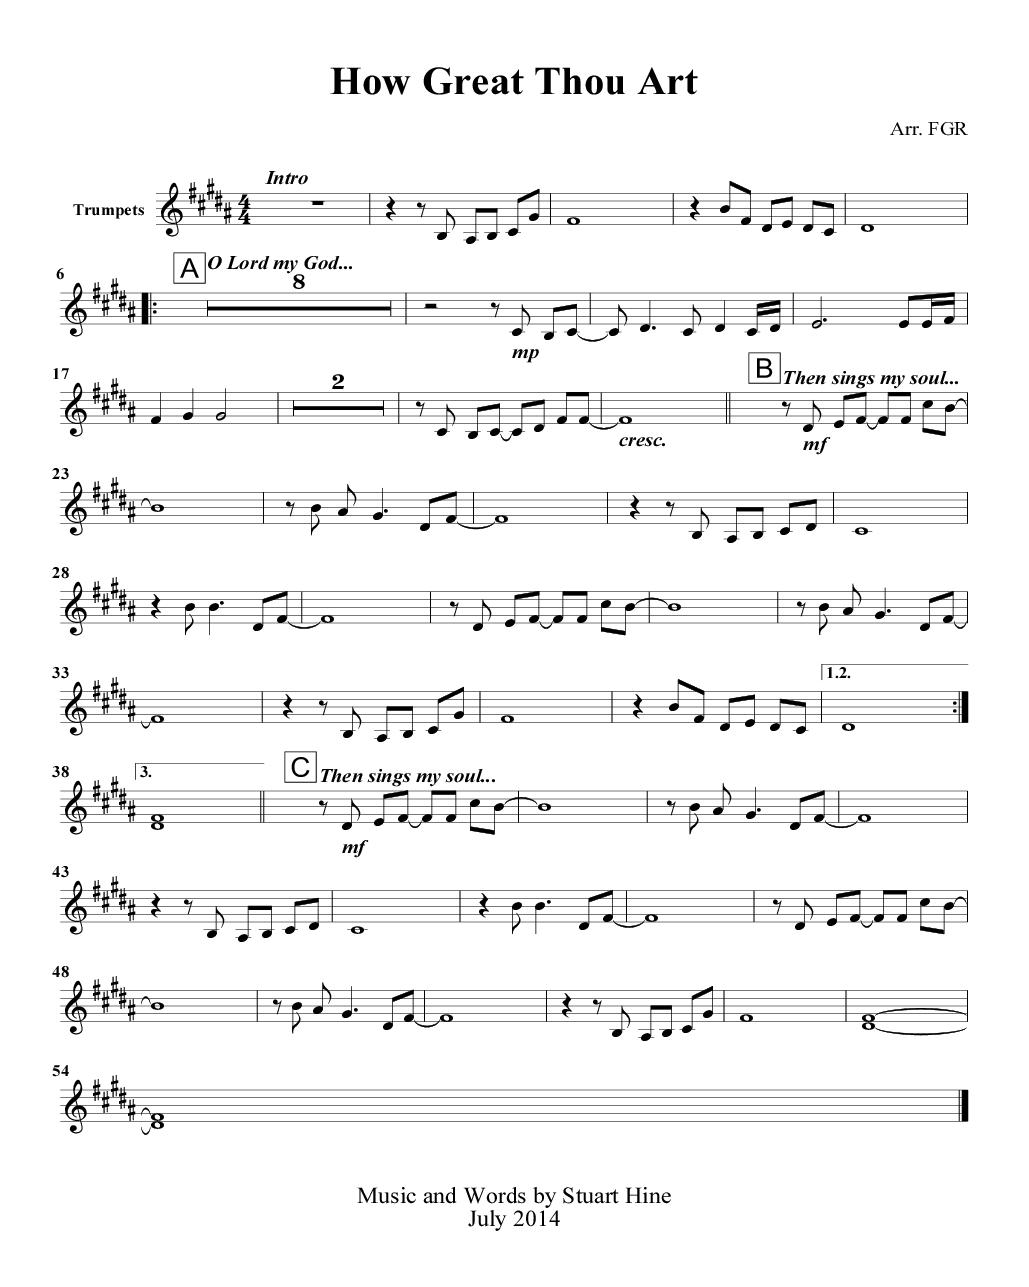 How Great Thou Art
Arr. FGR
Intro
Trumpets
4
4
6
A O Lord my God...
8
mp
17
2
B Then sings my soul...
cresc.
mf
23
28
33
1.2.
38
3.
C Then sings my soul...
mf
43
48
54
Music and Words by Stuart Hine
July 2014